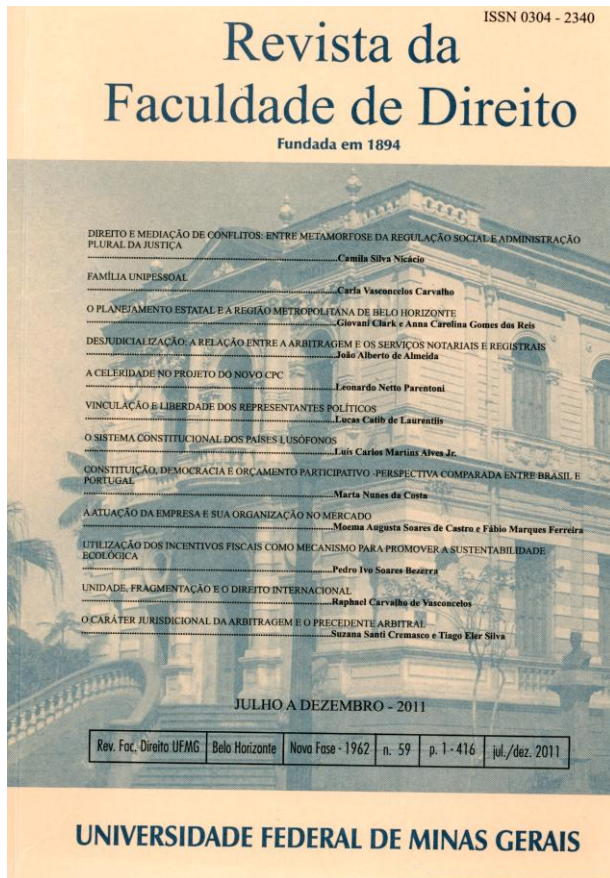 ISSN 0304 - 2340
Revista da
Faculdade de Direito
Fundada em 1894
DIREITO E MEDIAÇÃO DE CONFLITOS: ENTRE METAMORFOSE DA REGULAÇÃO SOCIAL E ADMINISTRAÇÃO
PLURAL DA JUSTIÇA
Camila Silva Nicácio
FAMÍLIA UNIPESSOAL
Carla Vasconcelos Carvalho
O PLANEJAMENTO ESTATAL E A REGIÃO METROPOLITANA DE BELO HORIZONTE
Giovani Clark e Anna Carolina Gomes dos Reis
DESJUDICIALIZAÇÃO: A RELAÇÃO ENTRE A ARBITRAGEM E OS SERVIÇOS NOTARIAIS E REGISTRAIS
João Alberto de Almeida
A CELERIDADE NO PROJETO DO NOVO CPC
Leonardo Netto Parentoni
VINCULAÇÃO E LIBERDADE DOS REPRESENTANTES POLÍTICOS
Lucas Catib de Laurentiis
O SISTEMA CONSTITUCIONAL DOS PAÍSES LUSÓFONOS
Luís Carlos Martins Alves Jr.
CONSTITUIÇÃO, DEMOCRACIA E ORÇAMENTO PARTICIPATIVO -PERSPECTIVA COMPARADA ENTRE BRASIL E
PORTUGAL
Marta Nunes da Costa
A ATUAÇÃO DA EMPRESA E SUA ORGANIZAÇÃO NO MERCADO
Moema Augusta Soares de Castro e Fábio Marques Ferreira
UTILIZAÇÃO DOS INCENTIVOS FISCAIS COMO MECANISMO PARA PROMOVER A SUSTENTABILIDADE
ECOLÓGICA
Pedro Ivo Soares Bezerra
UNIDADE, FRAGMENTAÇÃO E O DIREITO INTERNACIONAL
Raphael Carvalho de Vasconcelos
O CARÁTER JURISDICIONAL DA ARBITRAGEM E O PRECEDENTE ARBITRAL
Suzana Santi Cremasco e Tiago Eler Silva
JULHO A DEZEMBRO - 2011
Rev. Fac. Direito UFMG Belo Horizonte Nova Fase - 1962 n. 59 p. 1 - 416 jul./dez. 2011
UNIVERSIDADE FEDERAL DE MINAS GERAIS